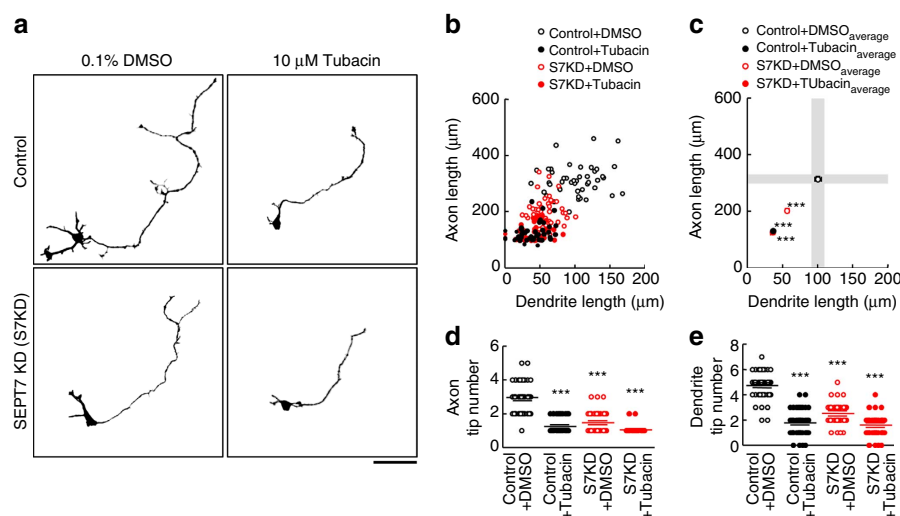 a
0.1% DMSO
10 μM Tubacin
Control
SEPT7 KD (S7KD)
b
Control+DMSO
Control+Tubacin
S7KD+DMSO
S7KD+Tubacin
Axon length (μm)
600
400
200
0
0 50 100 150 200
Dendrite length (μm)
c
Control+DMSOaverage
Control+Tubacinaverage
S7KD+DMSOaverage
S7KD+TUbacinaverage
Axon length (μm)
600
400
200
0
***
***
***
0 50 100 150 200
Dendrite length (μm)
d
Axon
tip number
6
4
2
0
*** *** ***
Control
+DMSO
Control
+Tubacin
S7KD
+DMSO
S7KD
+Tubacin
e
Dendrite
tip number
8
6
4
2
0
*** *** ***
Control
+DMSO
Control
+Tubacin
S7KD
+DMSO
S7KD
+Tubacin